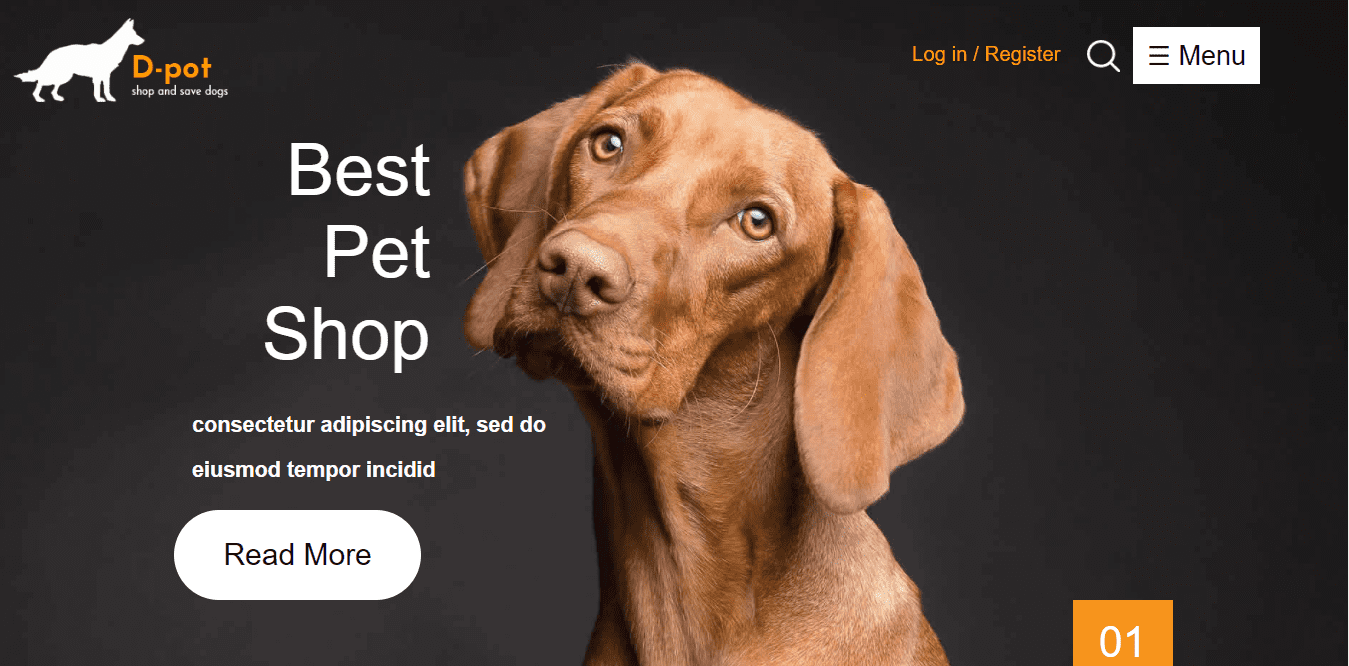 D-pot
shop and save dogs
Log in / Register
☰ Menu
Best
Pet
Shop
consectetur adipiscing elit, sed do
eiusmod tempor incidid
Read More
01